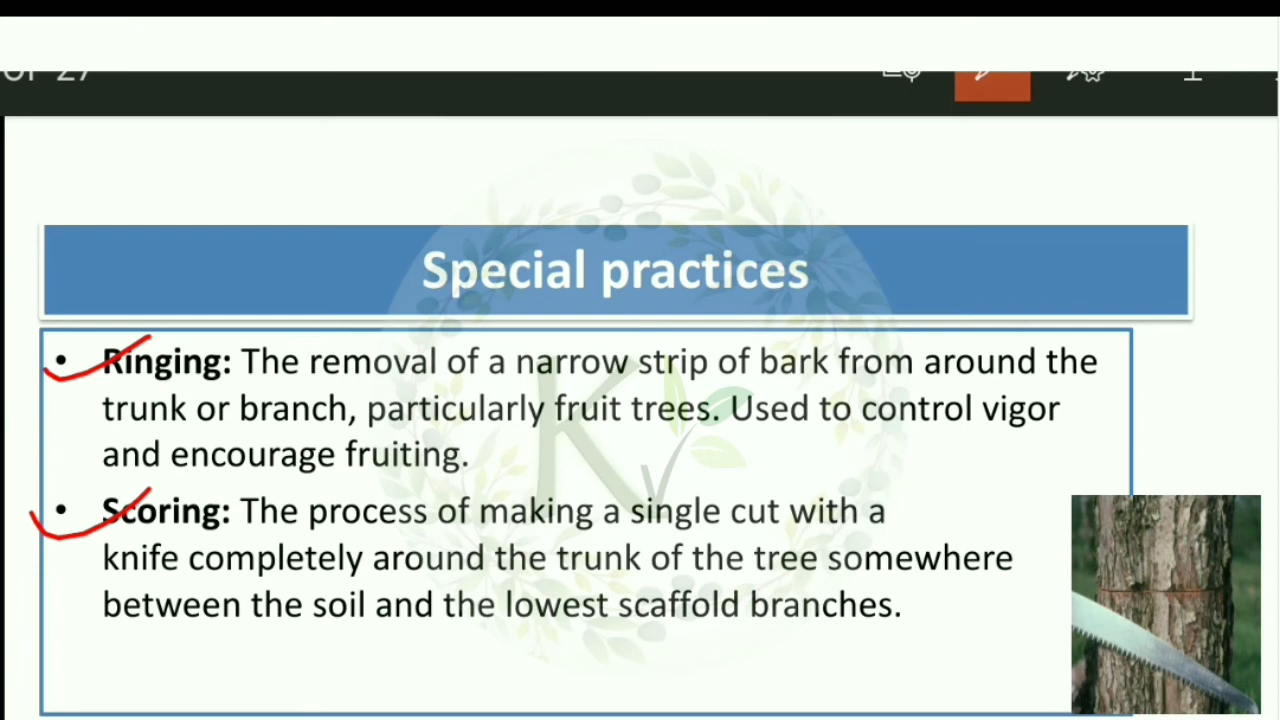 Special practices
• Ringing: The removal of a narrow strip of bark from around the
trunk or branch, particularly fruit trees. Used to control vigor
and encourage fruiting.
• Scoring: The process of making a single cut with a
knife completely around the trunk of the tree somewhere
between the soil and the lowest scaffold branches.